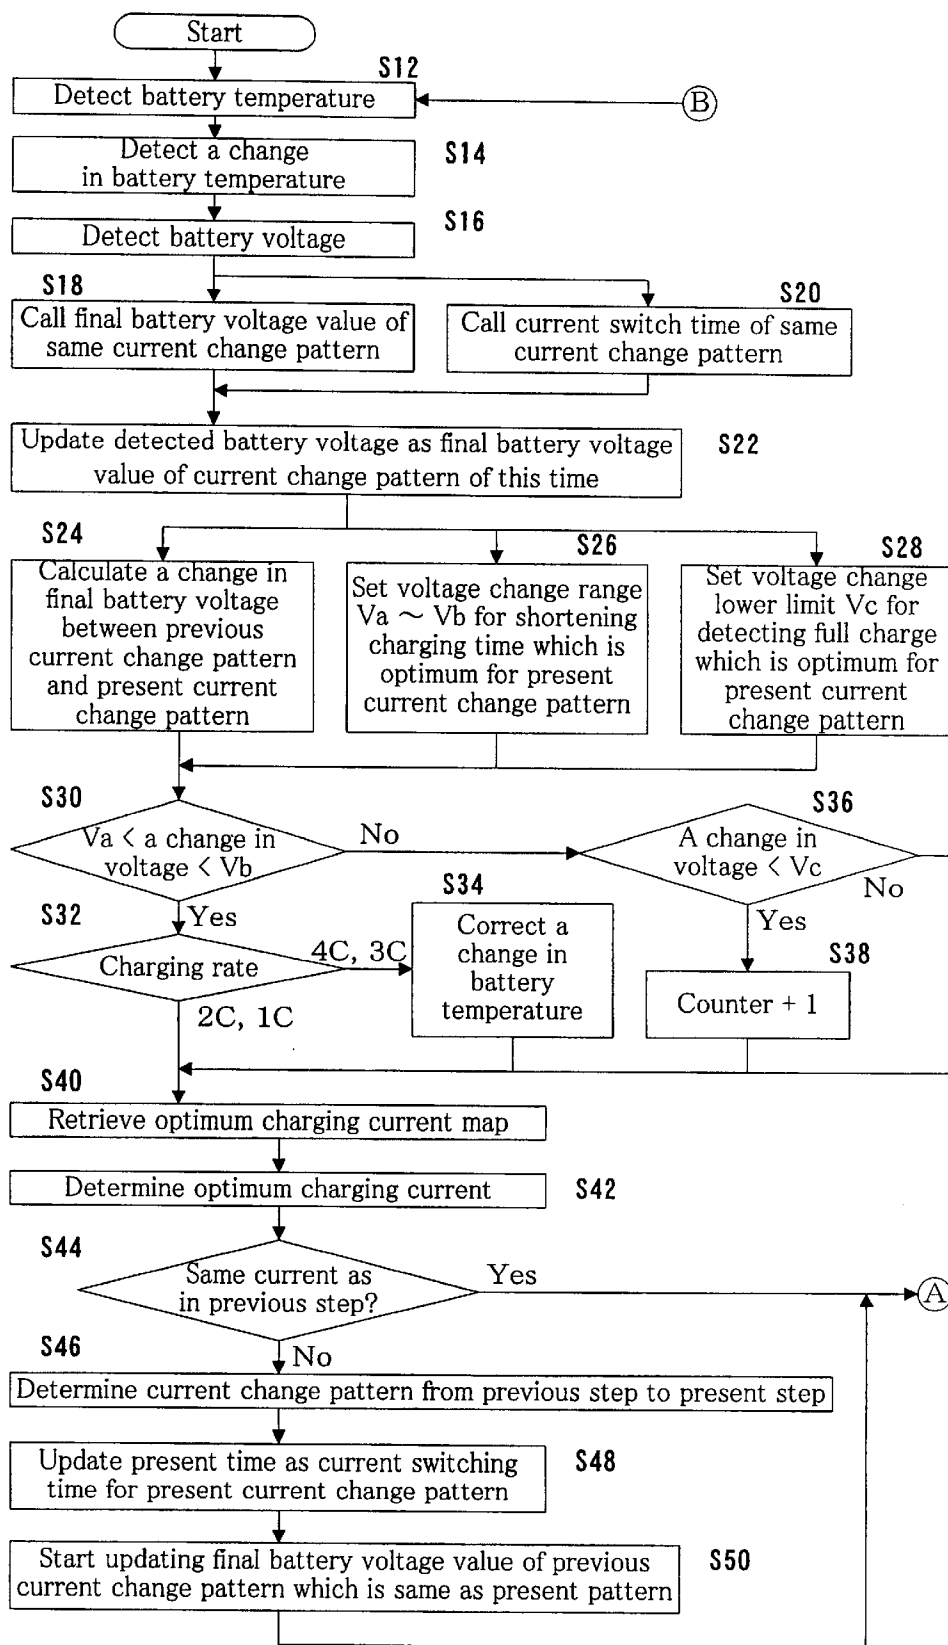 Start
S12
Detect battery temperature
B
Detect a change
in battery temperature
S14
S16
Detect battery voltage
S18
Call final battery voltage value of
same current change pattern
S20
Call current switch time of same
current change pattern
Update detected battery voltage as final battery voltage
value of current change pattern of this time
S22
S24
Calculate a change in
final battery voltage
between previous
current change pattern
and present current
change pattern
S26
Set voltage change range
Va ~ Vb for shortening
charging time which is
optimum for present
current change pattern
S28
Set voltage change
lower limit Vc for
detecting full charge
which is optimum for
present current
change pattern
S30
Va < a change in
voltage < Vb
No
S36
A change in
voltage < Vc
No
Yes
S32
Charging rate
4C, 3C
2C, 1C
S34
Correct a
change in
battery
temperature
Yes
S38
Counter + 1
S40
Retrieve optimum charging current map
Determine optimum charging current
S42
S44
Same current as
in previous step?
Yes
A
No
S46
Determine current change pattern from previous step to present step
Update present time as current switching
time for present current change pattern
S48
Start updating final battery voltage value of previous
current change pattern which is same as present pattern
S50